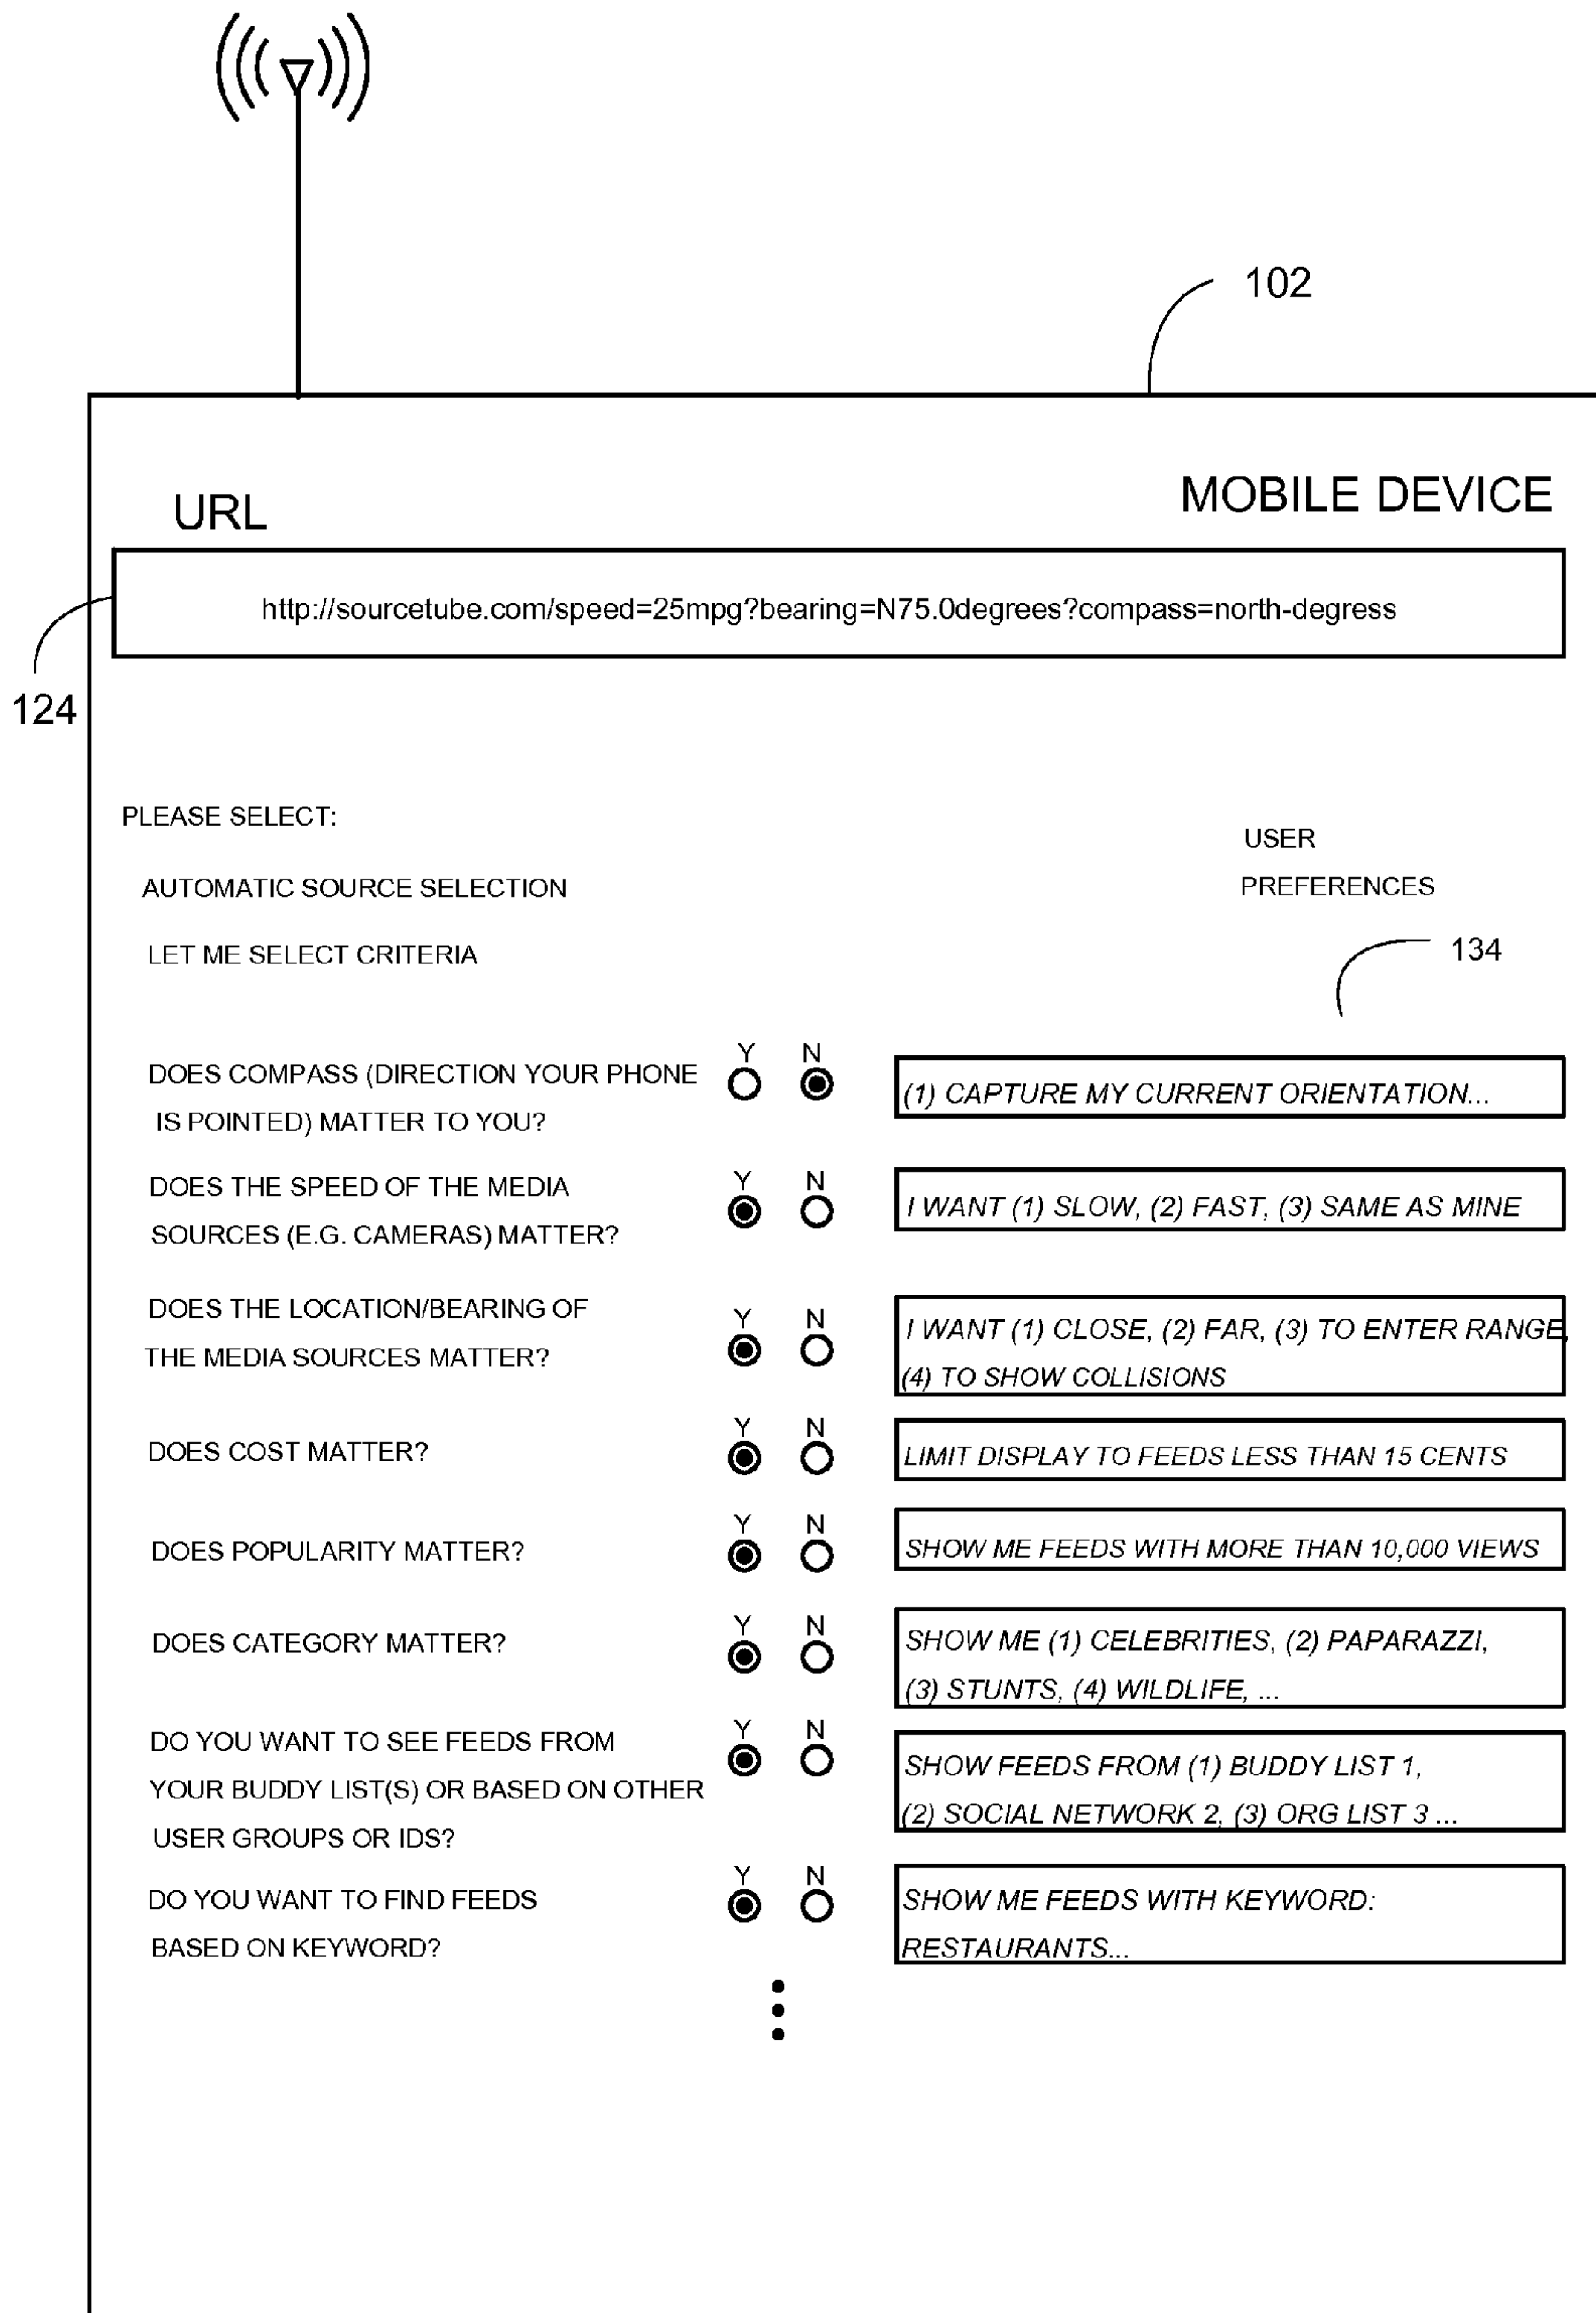 102
URL
MOBILE DEVICE
http://sourcetube.com/speed=25mpg?bearing=N75.0degrees?compass=north-degress
124
PLEASE SELECT:
AUTOMATIC SOURCE SELECTION
LET ME SELECT CRITERIA
USER
PREFERENCES
134
DOES COMPASS (DIRECTION YOUR PHONE
IS POINTED) MATTER TO YOU?
Y N
(1) CAPTURE MY CURRENT ORIENTATION...
DOES THE SPEED OF THE MEDIA
SOURCES (E.G. CAMERAS) MATTER?
Y N
I WANT (1) SLOW, (2) FAST, (3) SAME AS MINE
DOES THE LOCATION/BEARING OF
THE MEDIA SOURCES MATTER?
Y N
I WANT (1) CLOSE, (2) FAR, (3) TO ENTER RANGE,
(4) TO SHOW COLLISIONS
DOES COST MATTER?
Y N
LIMIT DISPLAY TO FEEDS LESS THAN 15 CENTS
DOES POPULARITY MATTER?
Y N
SHOW ME FEEDS WITH MORE THAN 10,000 VIEWS
DOES CATEGORY MATTER?
Y N
SHOW ME (1) CELEBRITIES, (2) PAPARAZZI,
(3) STUNTS, (4) WILDLIFE, ...
DO YOU WANT TO SEE FEEDS FROM
YOUR BUDDY LIST(S) OR BASED ON OTHER
USER GROUPS OR IDS?
Y N
SHOW FEEDS FROM (1) BUDDY LIST 1,
(2) SOCIAL NETWORK 2, (3) ORG LIST 3 ...
DO YOU WANT TO FIND FEEDS
BASED ON KEYWORD?
Y N
SHOW ME FEEDS WITH KEYWORD:
RESTAURANTS...